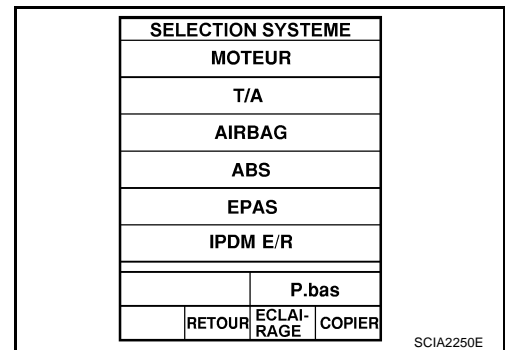 SELECTION SYSTEME
MOTEUR
T/A
AIRBAG
ABS
EPAS
IPDM E/R
P.bas
RETOUR ECLAI-
RAGE COPIER
SCIA2250E